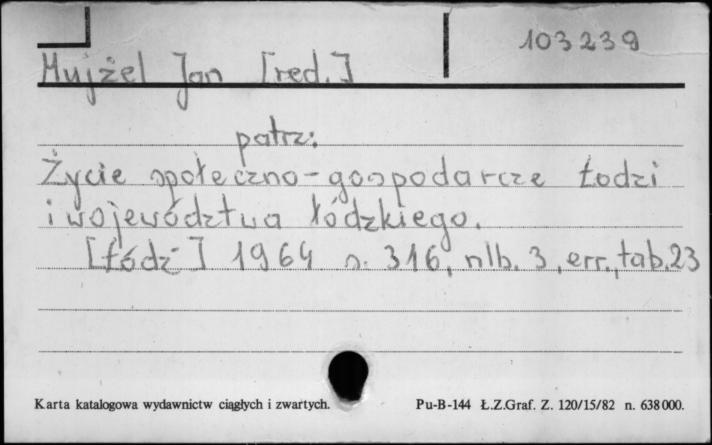 103239
Mujżel Jan [red.]
patrz:
Życie społeczno-gospodarcze Łodzi
i województwa łódzkiego.
[Łódź] 1964 s. 316, nlb. 3, err., tab. 23
Karta katalogowa wydawnictw ciągłych i zwartych.
Pu-B-144 Ł.Z.Graf. Z. 120/15/82 n. 638000.